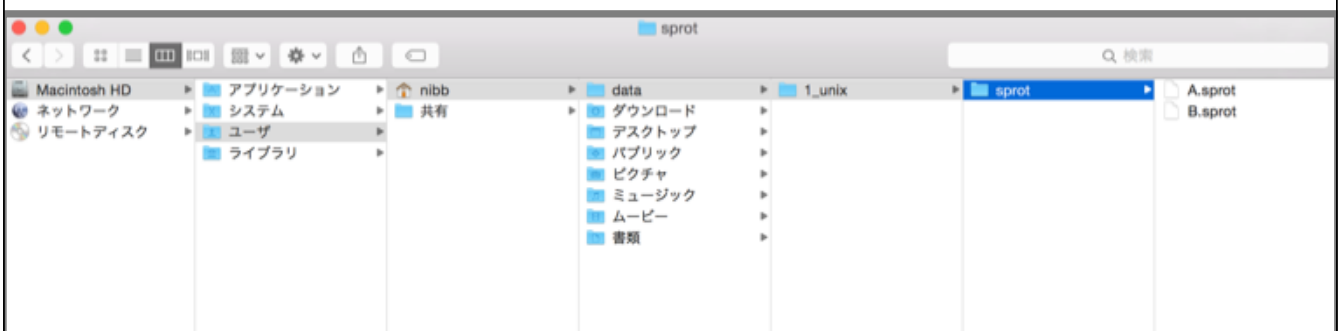 sprot
検索
Macintosh HD
ネットワーク
リモートディスク
アプリケーション
システム
ユーザ
ライブラリ
nibb
共有
data
ダウンロード
デスクトップ
パブリック
ピクチャ
ミュージック
ムービー
書類
1_unix
sprot
A.sprot
B.sprot